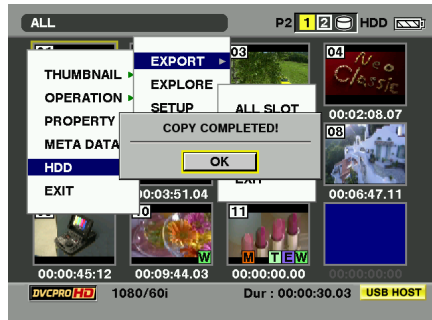 ALL P2 1 2 HDD
THUMBNAIL
OPERATION
PROPERTY
META DATA
HDD
EXIT
EXPORT
EXPLORE
SETUP
ALL SLOT
COPY COMPLETED!
OK
03
04
Neo
Classic
00:02:08.07
08
00:03:51.04
00:06:47.11
10
11
W
M T E W
00:00:45:12
00:09:44.03
00:00:00.00
00:00:00.00
DVCPRO HD 1080/60i Dur : 00:00:30.03 USB HOST